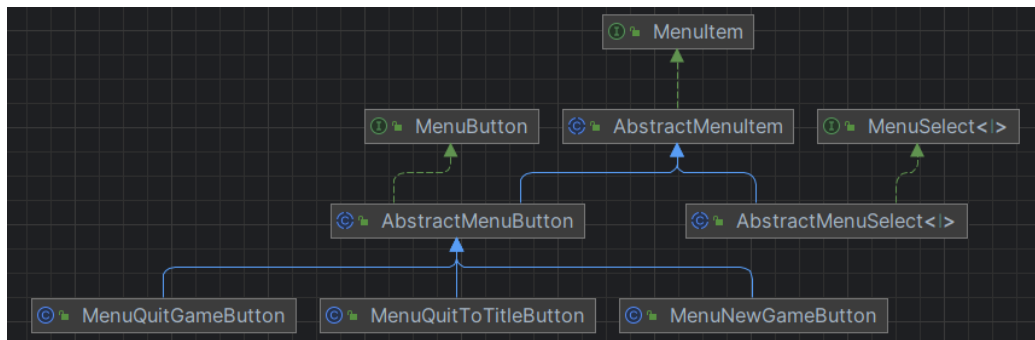 MenuItem
MenuButton
AbstractMenuItem
MenuSelect<I>
AbstractMenuButton
AbstractMenuSelect<I>
MenuQuitGameButton
MenuQuitToTitleButton
MenuNewGameButton